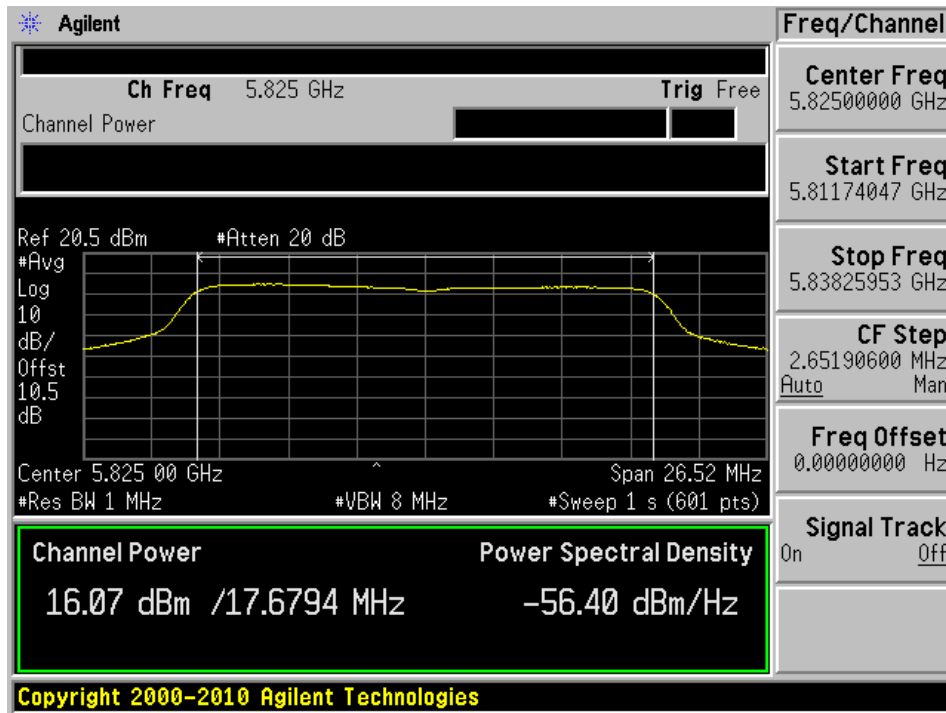 Agilent
Freq/Channel
Ch Freq 5.825 GHz Trig Free
Channel Power
Ref 20.5 dBm #Atten 20 dB
#Avg
Log
10
dB/
Offst
10.5
dB
Center 5.825 00 GHz ^ Span 26.52 MHz
#Res BW 1 MHz #VBW 8 MHz #Sweep 1 s (601 pts)
Channel Power Power Spectral Density
16.07 dBm /17.6794 MHz -56.40 dBm/Hz
Copyright 2000-2010 Agilent Technologies
Center Freq
5.82500000 GHz
Start Freq
5.81174047 GHz
Stop Freq
5.83825953 GHz
CF Step
2.65190600 MHz
Auto Man
Freq Offset
0.00000000 Hz
Signal Track
On Off